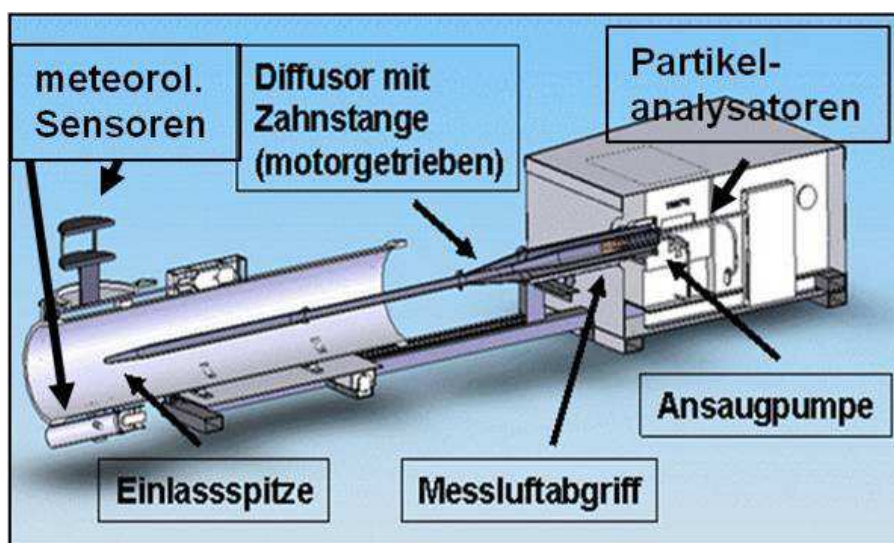 meteorol.
Sensoren
Diffusor mit
Zahnstange
(motorgetrieben)
Partikel-
analysatoren
Ansaugpumpe
Einlassspitze
Messluftabgriff